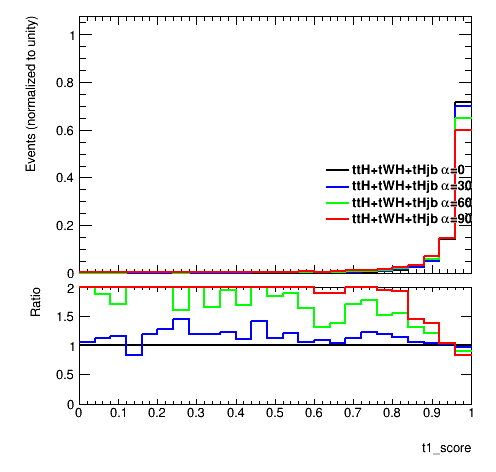 Events (normalized to unity)
1
0.8
0.6
0.4
0.2
0
ttH+tWH+tHjb α=0
ttH+tWH+tHjb α=30
ttH+tWH+tHjb α=60
ttH+tWH+tHjb α=90
Ratio
2
1.5
1
0.5
0
0 0.1 0.2 0.3 0.4 0.5 0.6 0.7 0.8 0.9 1
t1_score